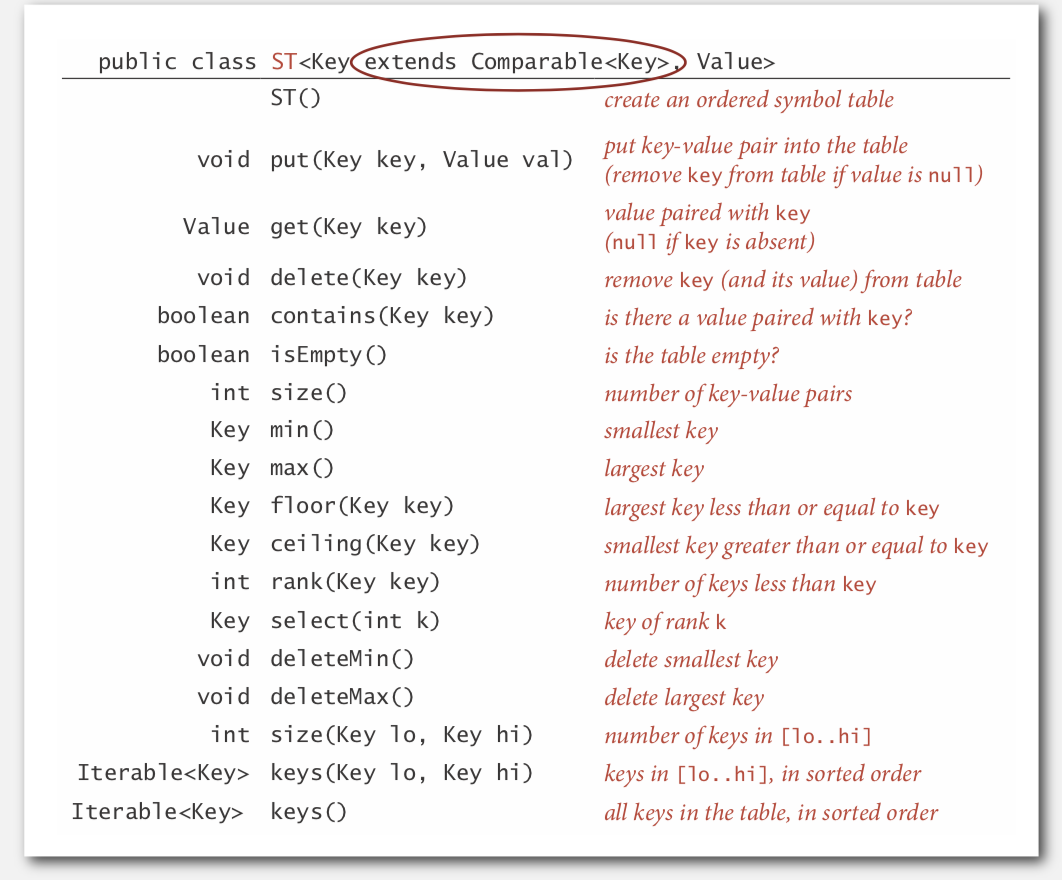 public class ST<Key extends Comparable<Key>, Value>
ST() create an ordered symbol table
void put(Key key, Value val) put key-value pair into the table
(remove key from table if value is null)
Value get(Key key) value paired with key
(null if key is absent)
void delete(Key key) remove key (and its value) from table
boolean contains(Key key) is there a value paired with key?
boolean isEmpty() is the table empty?
int size() number of key-value pairs
Key min() smallest key
Key max() largest key
Key floor(Key key) largest key less than or equal to key
Key ceiling(Key key) smallest key greater than or equal to key
int rank(Key key) number of keys less than key
Key select(int k) key of rank k
void deleteMin() delete smallest key
void deleteMax() delete largest key
int size(Key lo, Key hi) number of keys in [lo..hi]
Iterable<Key> keys(Key lo, Key hi) keys in [lo..hi], in sorted order
Iterable<Key> keys() all keys in the table, in sorted order